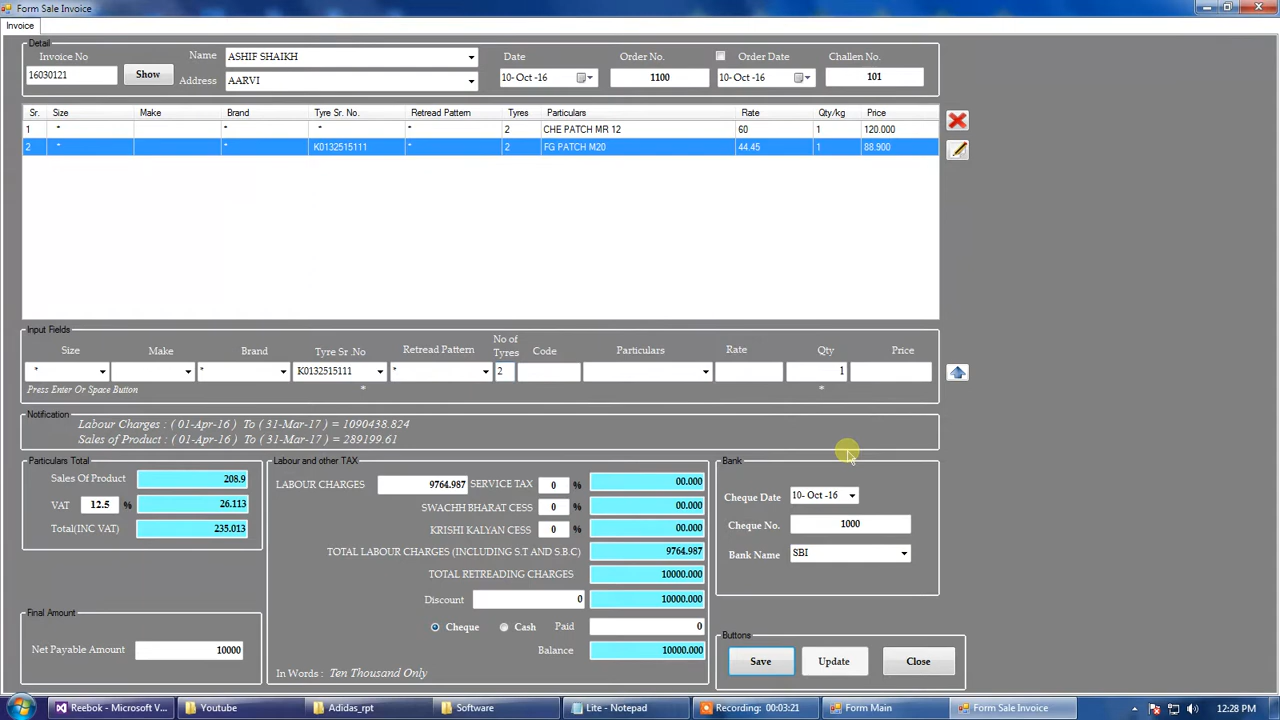 Form Sale Invoice
Invoice
Detail
Invoice No Name ASHIF SHAIKH Date Order No. Order Date Challen No.
16030121 Show Address AARVI 10- Oct -16 1100 10- Oct -16 101
Sr. Size Make Brand Tyre Sr. No. Retread Pattern Tyres Particulars Rate Qty/kg Price
1 * * * * 2 CHE PATCH MR 12 60 1 120.000
2 * * K0132515111 * 2 FG PATCH M20 44.45 1 88.900
Input Fields
Size Make Brand Tyre Sr .No Retread Pattern No of Tyres Code Particulars Rate Qty Price
* * K0132515111 * 2 1
Press Enter Or Space Button * *
Notification
Labour Charges : ( 01-Apr-16 ) To ( 31-Mar-17 ) = 1090438.824
Sales of Product : ( 01-Apr-16 ) To ( 31-Mar-17 ) = 289199.61
Particulars Total
Sales Of Product 208.9
VAT 12.5 % 26.113
Total(INC VAT) 235.013
Labour and other TAX
LABOUR CHARGES 9764.987 SERVICE TAX 0 % 00.000
SWACHH BHARAT CESS 0 % 00.000
KRISHI KALYAN CESS 0 % 00.000
TOTAL LABOUR CHARGES (INCLUDING S.T AND S.B.C) 9764.987
TOTAL RETREADING CHARGES 10000.000
Discount 0 10000.000
Cheque Cash Paid 0
Balance 10000.000
In Words : Ten Thousand Only
Bank
Cheque Date 10- Oct -16
Cheque No. 1000
Bank Name SBI
Final Amount
Net Payable Amount 10000
Buttons
Save Update Close
Reebok - Microsoft V... Youtube Adidas_rpt Software Lite - Notepad Recording: 00:03:21 Form Main Form Sale Invoice 12:28 PM